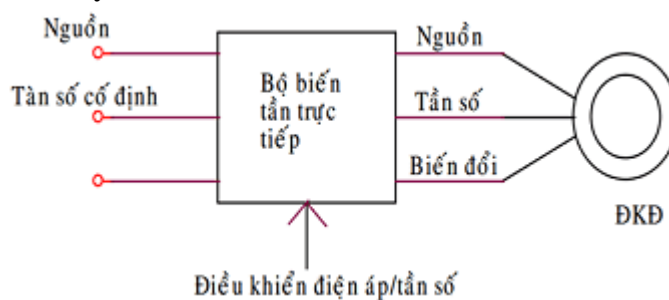 Nguồn
Tàn số cố định
Bộ biến
tần trực
tiếp
Nguồn
Tần số
Biến đổi
ĐKĐ
Điều khiển điện áp/tần số